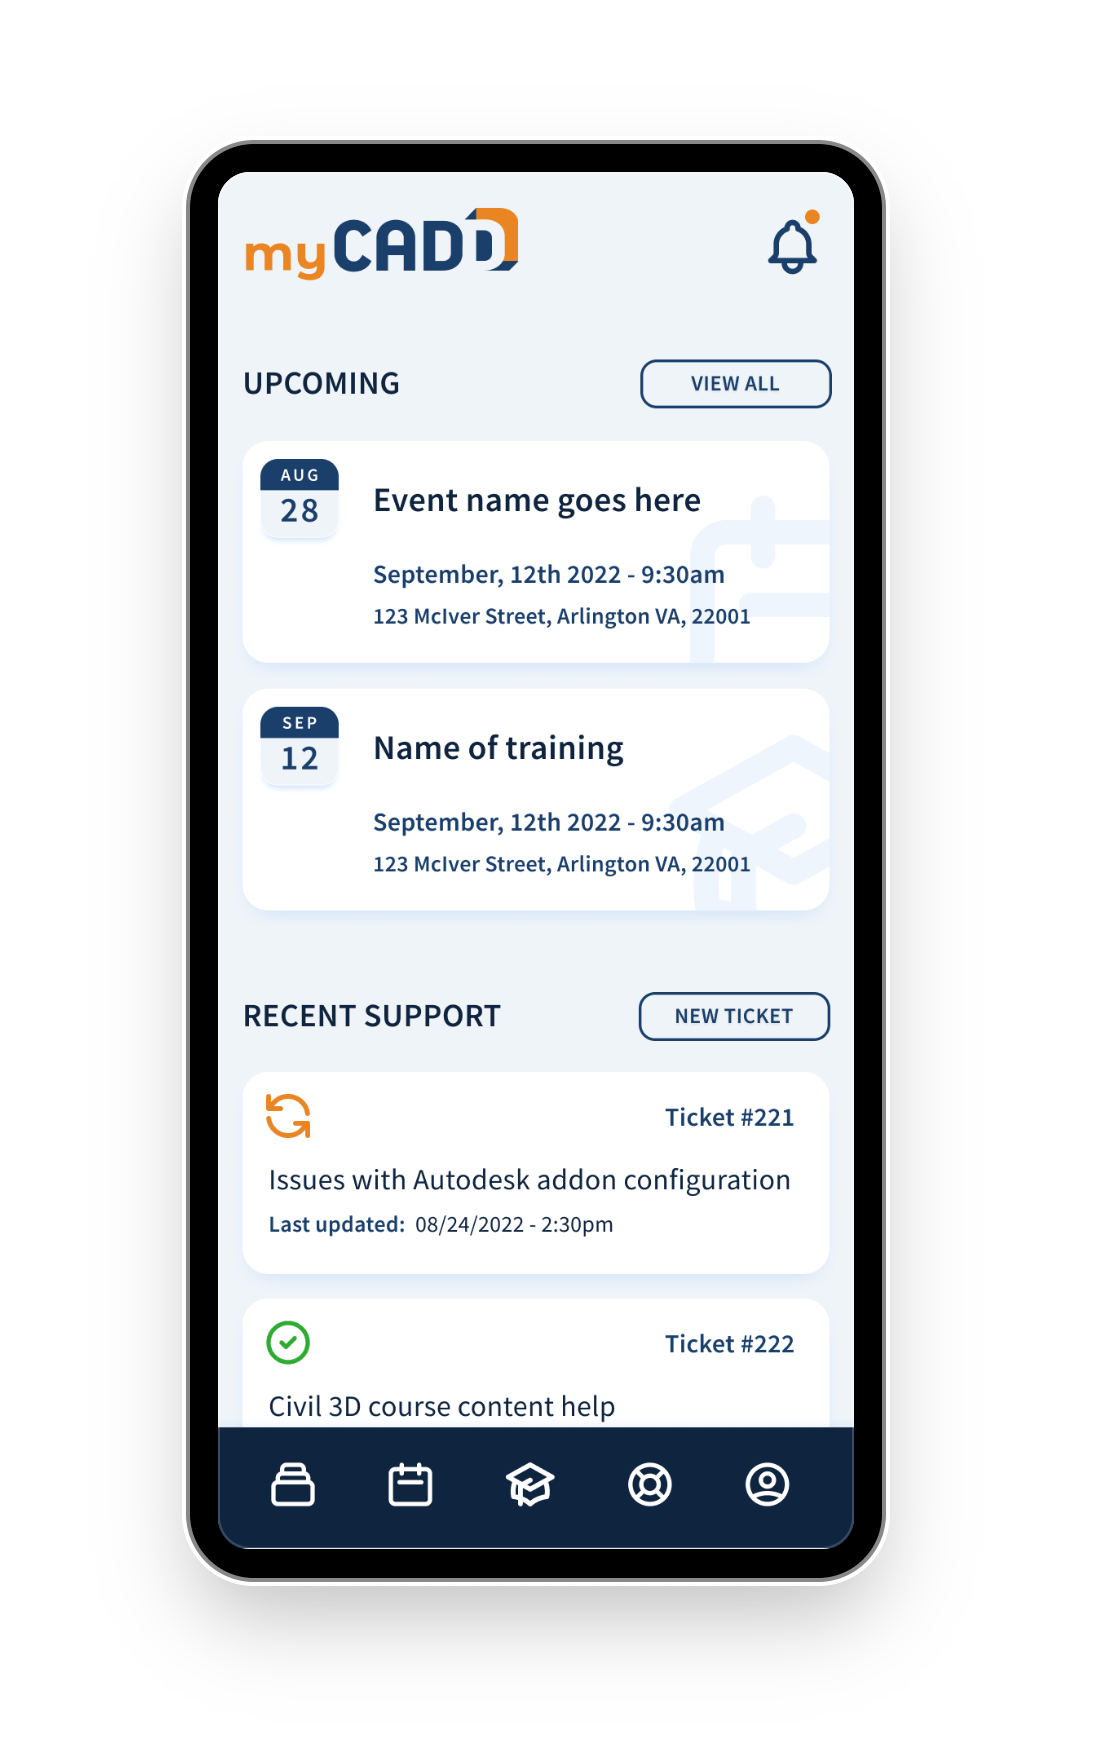 myCADD
UPCOMING
VIEW ALL
AUG
28
Event name goes here
September, 12th 2022 - 9:30am
123 McIver Street, Arlington VA, 22001
SEP
12
Name of training
September, 12th 2022 - 9:30am
123 McIver Street, Arlington VA, 22001
RECENT SUPPORT
NEW TICKET
Ticket #221
Issues with Autodesk addon configuration
Last updated: 08/24/2022 - 2:30pm
Ticket #222
Civil 3D course content help